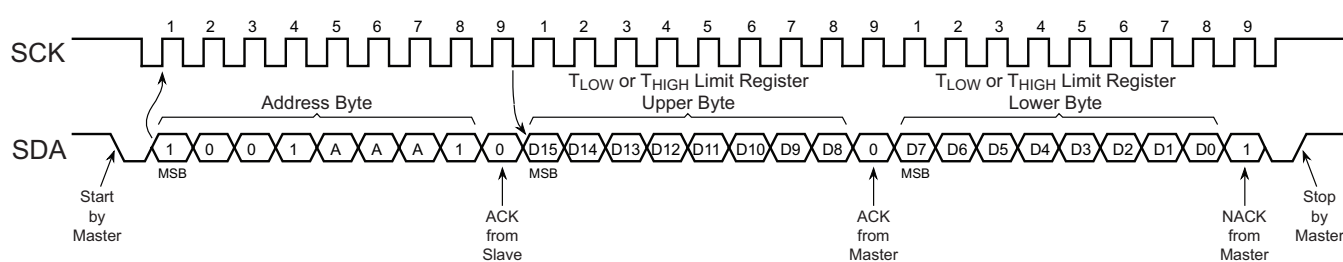 1 2 3 4 5 6 7 8 9 1 2 3 4 5 6 7 8 9 1 2 3 4 5 6 7 8 9
SCK
TLOW or THIGH Limit Register
Upper Byte
TLOW or THIGH Limit Register
Lower Byte
Address Byte
SDA
1 0 0 1 A A A 1 0 D15 D14 D13 D12 D11 D10 D9 D8 0 D7 D6 D5 D4 D3 D2 D1 D0 1
MSB MSB MSB
Start
by
Master
ACK
from
Slave
ACK
from
Master
NACK
from
Master
Stop
by
Master